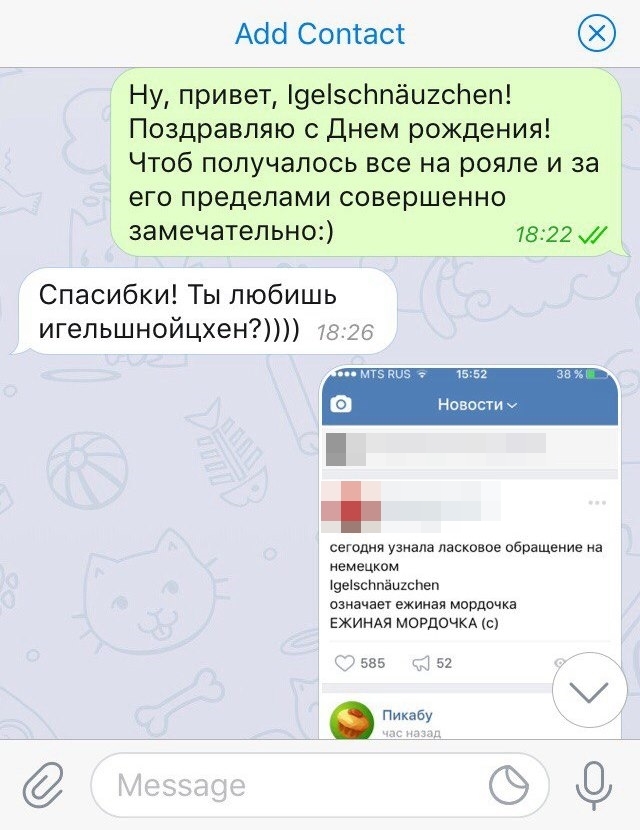 Add Contact
Ну, привет, Igelschnäuzchen!
Поздравляю с Днем рождения!
Чтоб получалось все на рояле и за
его пределами совершенно
замечательно:)
18:22
Спасибки! Ты любишь
игельшнойцхен?))))
18:26
MTS RUS 15:52 38 %
Новости
сегодня узнала ласковое обращение на
немецком
Igelschnäuzchen
означает ежиная мордочка
ЕЖИНАЯ МОРДОЧКА (с)
585 52
Пикабу
час назад
Message